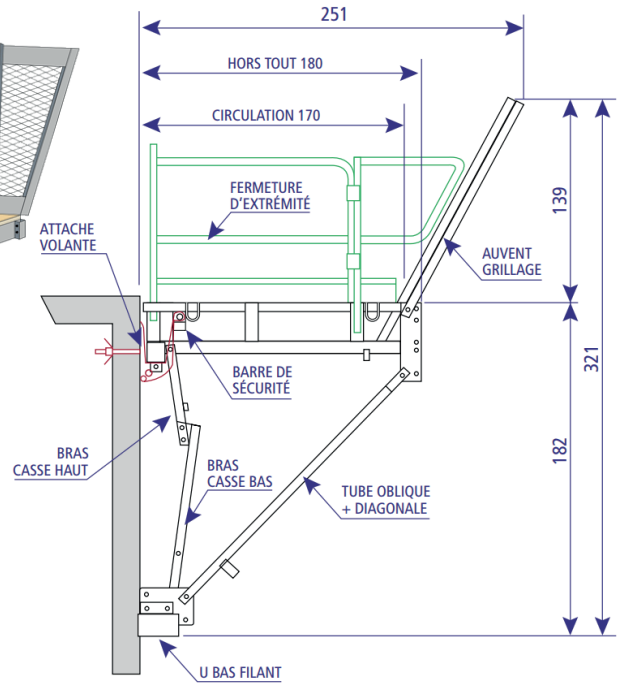 251
HORS TOUT 180
CIRCULATION 170
FERMETURE
D'EXTRÉMITÉ
139
ATTACHE
VOLANTE
AUVENT
GRILLAGE
321
BARRE DE
SÉCURITÉ
182
BRAS
CASSE HAUT
BRAS
CASSE BAS
TUBE OBLIQUE
+ DIAGONALE
U BAS FILANT